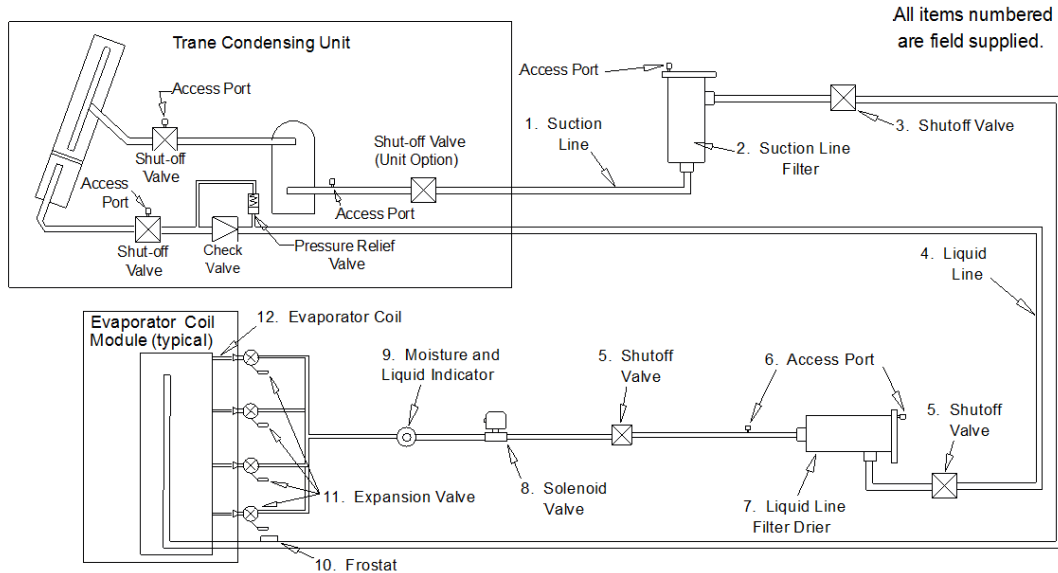 All items numbered
are field supplied.
Trane Condensing Unit
Access Port
Shut-off
Valve
Access
Port
Shut-off
Valve
Check
Valve
Pressure Relief
Valve
Access Port
Shut-off Valve
(Unit Option)
1. Suction
Line
Access Port
2. Suction Line
Filter
3. Shutoff Valve
4. Liquid
Line
Evaporator Coil
Module (typical)
12. Evaporator Coil
9. Moisture and
Liquid Indicator
5. Shutoff
Valve
6. Access Port
5. Shutoff
Valve
11. Expansion Valve
8. Solenoid
Valve
7. Liquid Line
Filter Drier
10. Frostat